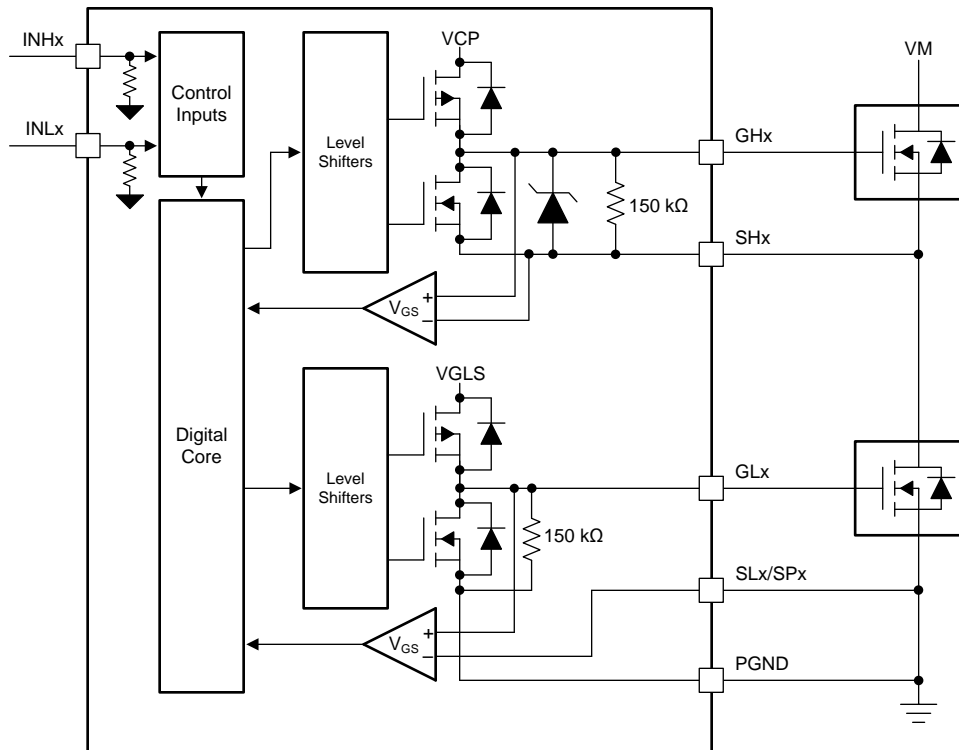 INHx
INLx
Control
Inputs
Level
Shifters
VCP
VM
GHx
150 kΩ
SHx
VGS
+
−
Digital
Core
Level
Shifters
VGLS
GLx
150 kΩ
SLx/SPx
VGS
+
−
PGND